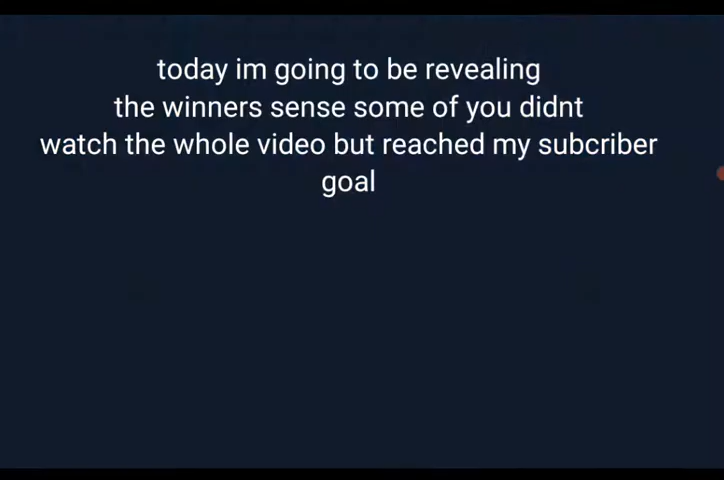 today im going to be revealing
the winners sense some of you didnt
watch the whole video but reached my subcriber
goal